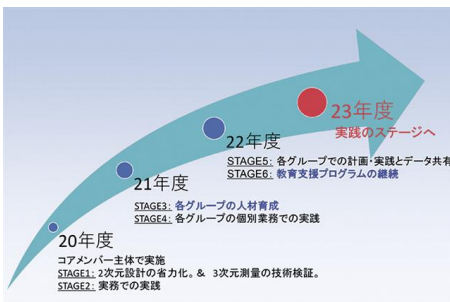 23年度
実践のステージへ
22年度
STAGE5: 各グループでの計画・実践とデータ共有
STAGE6: 教育支援プログラムの継続
21年度
STAGE3: 各グループの人材育成
STAGE4: 各グループの個別業務での実践
20年度
コアメンバー主体で実施
STAGE1: 2次元設計の省力化。& 3次元測量の技術検証。
STAGE2: 実務での実践